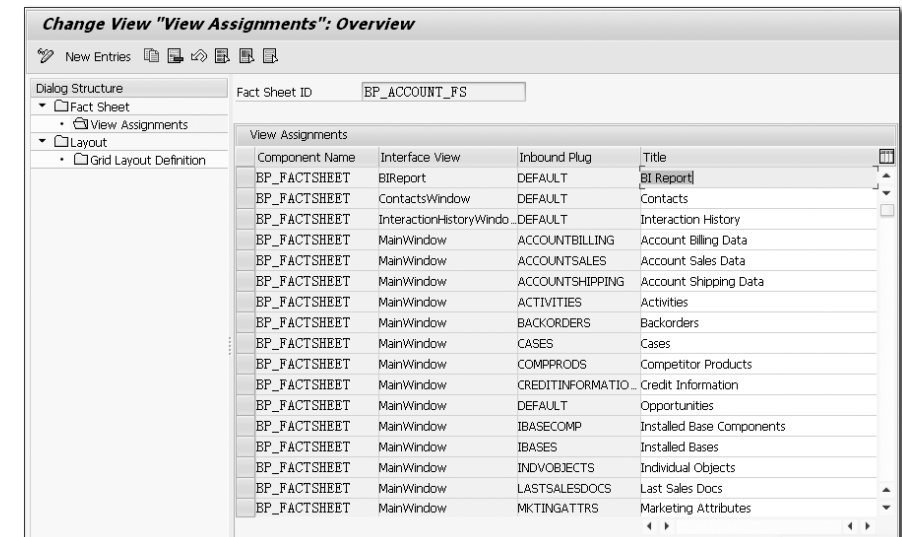 Change View "View Assignments": Overview
New Entries
Dialog Structure
Fact Sheet
View Assignments
Layout
Grid Layout Definition
Fact Sheet ID BP_ACCOUNT_FS
View Assignments
Component Name Interface View Inbound Plug Title
BP_FACTSHEET BIReport DEFAULT BI Report
BP_FACTSHEET ContactsWindow DEFAULT Contacts
BP_FACTSHEET InteractionHistoryWindo… DEFAULT Interaction History
BP_FACTSHEET MainWindow ACCOUNTBILLING Account Billing Data
BP_FACTSHEET MainWindow ACCOUNTSALES Account Sales Data
BP_FACTSHEET MainWindow ACCOUNTSHIPPING Account Shipping Data
BP_FACTSHEET MainWindow ACTIVITIES Activities
BP_FACTSHEET MainWindow BACKORDERS Backorders
BP_FACTSHEET MainWindow CASES Cases
BP_FACTSHEET MainWindow COMPPRODS Competitor Products
BP_FACTSHEET MainWindow CREDITINFORMATIO… Credit Information
BP_FACTSHEET MainWindow DEFAULT Opportunities
BP_FACTSHEET MainWindow IBASECOMP Installed Base Components
BP_FACTSHEET MainWindow IBASES Installed Bases
BP_FACTSHEET MainWindow INDVOBJECTS Individual Objects
BP_FACTSHEET MainWindow LASTSALESDOCS Last Sales Docs
BP_FACTSHEET MainWindow MKTINGATTRS Marketing Attributes